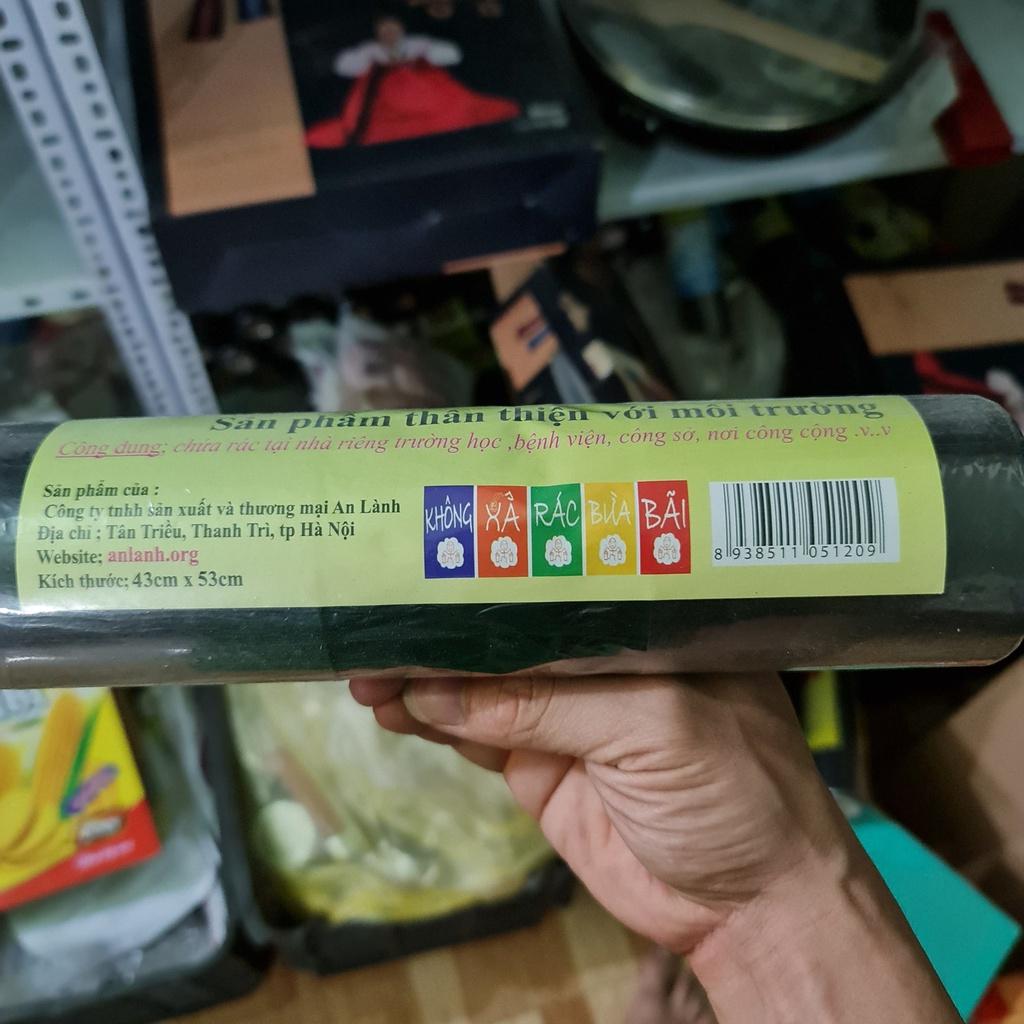 Sản phẩm thân thiện với môi trường
Công dụng; chứa rác tại nhà riêng trường học ,bệnh viện, công sở, nơi công cộng .v..v
Sản phẩm của :
Công ty tnhh sản xuất và thương mại An Lành
Địa chỉ ; Tân Triều, Thanh Trì, tp Hà Nội
Website; anlanh.org
Kích thước; 43cm x 53cm
KHÔNG XẢ RÁC BỪA BÃI
8 938511 051209